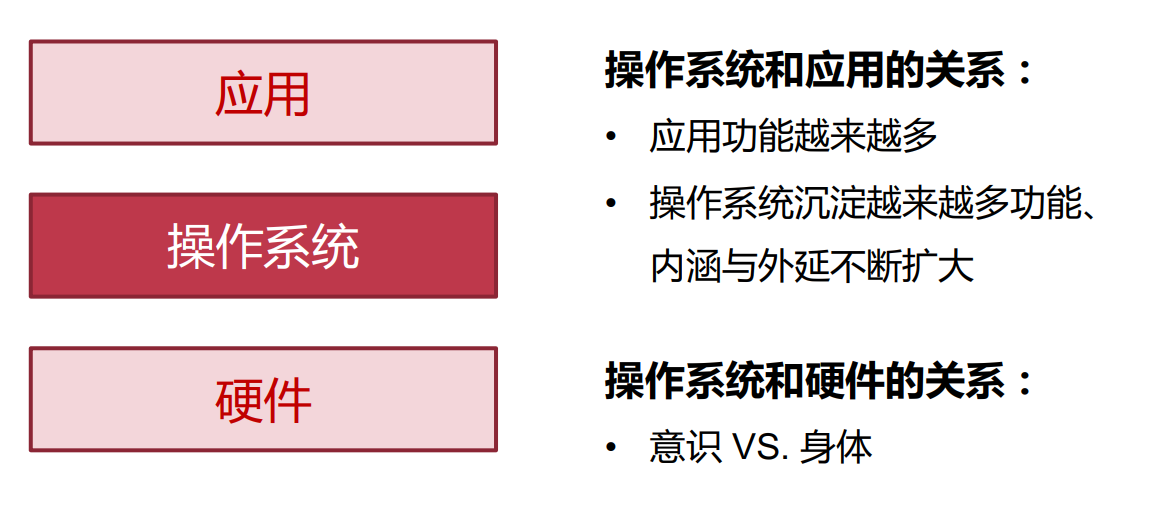 应用
操作系统
硬件
操作系统和应用的关系：
• 应用功能越来越多
• 操作系统沉淀越来越多功能、
内涵与外延不断扩大
操作系统和硬件的关系：
• 意识 VS. 身体